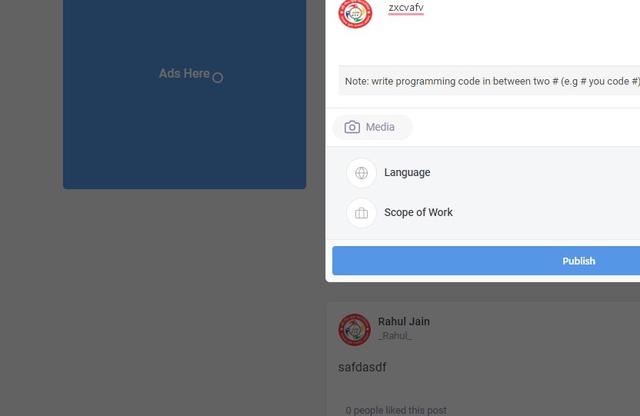 zxcvafv
Ads Here
Note: write programming code in between two # (e.g # you code #)
Media
Language
Scope of Work
Publish
Rahul Jain
_Rahul_
safdasdf
0 people liked this post